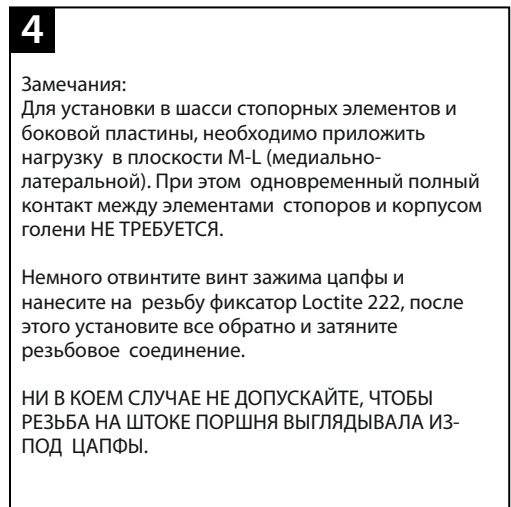 4
Замечания:
Для установки в шасси стопорных элементов и
боковой пластины, необходимо приложить
нагрузку в плоскости M-L (медиально-
латеральной). При этом одновременный полный
контакт между элементами стопоров и корпусом
голени НЕ ТРЕБУЕТСЯ.
Немного отвинтите винт зажима цапфы и
нанесите на резьбу фиксатор Loctite 222, после
этого установите все обратно и затяните
резьбовое соединение.
НИ В КОЕМ СЛУЧАЕ НЕ ДОПУСКАЙТЕ, ЧТОБЫ
РЕЗЬБА НА ШТОКЕ ПОРШНЯ ВЫГЛЯДЫВАЛА ИЗ-
ПОД ЦАПФЫ.